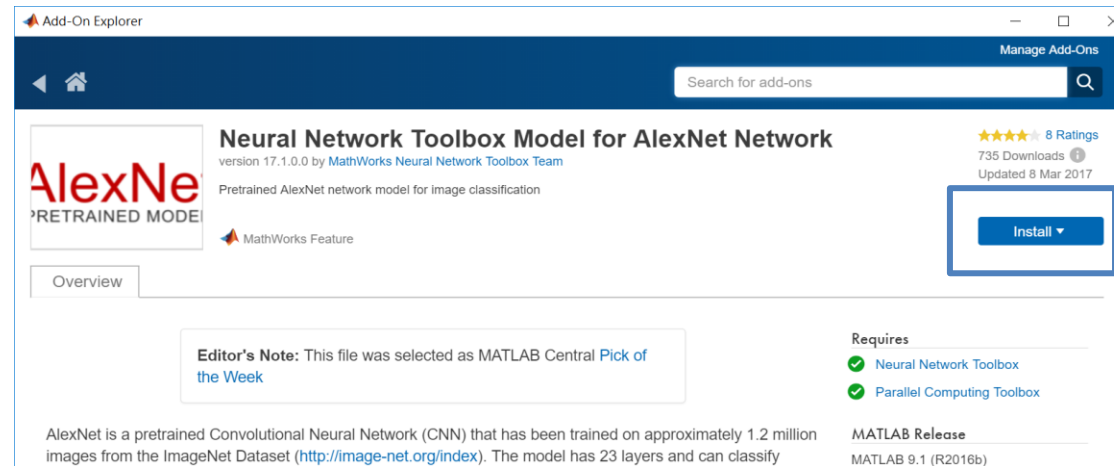 Add-On Explorer
Manage Add-Ons
Search for add-ons
AlexNe
PRETRAINED MODE
Neural Network Toolbox Model for AlexNet Network
version 17.1.0.0 by MathWorks Neural Network Toolbox Team
Pretrained AlexNet network model for image classification
MathWorks Feature
8 Ratings
735 Downloads
Updated 8 Mar 2017
Install
Overview
Editor's Note: This file was selected as MATLAB Central Pick of
the Week
Requires
Neural Network Toolbox
Parallel Computing Toolbox
AlexNet is a pretrained Convolutional Neural Network (CNN) that has been trained on approximately 1.2 million
images from the ImageNet Dataset (http://image-net.org/index). The model has 23 layers and can classify
MATLAB Release
MATLAB 9.1 (R2016b)